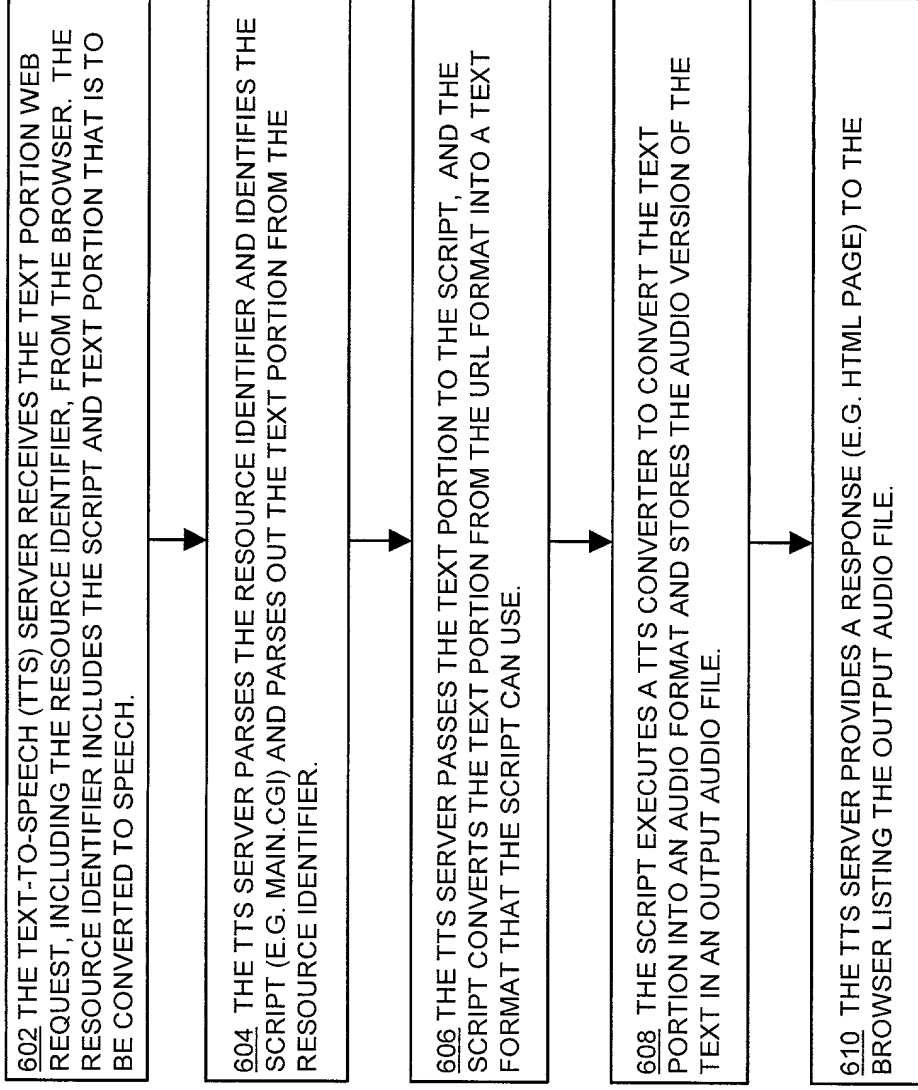 602 THE TEXT-TO-SPEECH (TTS) SERVER RECEIVES THE TEXT PORTION WEB
REQUEST, INCLUDING THE RESOURCE IDENTIFIER, FROM THE BROWSER. THE
RESOURCE IDENTIFIER INCLUDES THE SCRIPT AND TEXT PORTION THAT IS TO
BE CONVERTED TO SPEECH.
604 THE TTS SERVER PARSES THE RESOURCE IDENTIFIER AND IDENTIFIES THE
SCRIPT (E.G. MAIN.CGI) AND PARSES OUT THE TEXT PORTION FROM THE
RESOURCE IDENTIFIER.
606 THE TTS SERVER PASSES THE TEXT PORTION TO THE SCRIPT, AND THE
SCRIPT CONVERTS THE TEXT PORTION FROM THE URL FORMAT INTO A TEXT
FORMAT THAT THE SCRIPT CAN USE.
608 THE SCRIPT EXECUTES A TTS CONVERTER TO CONVERT THE TEXT
PORTION INTO AN AUDIO FORMAT AND STORES THE AUDIO VERSION OF THE
TEXT IN AN OUTPUT AUDIO FILE.
610 THE TTS SERVER PROVIDES A RESPONSE (E.G. HTML PAGE) TO THE
BROWSER LISTING THE OUTPUT AUDIO FILE.